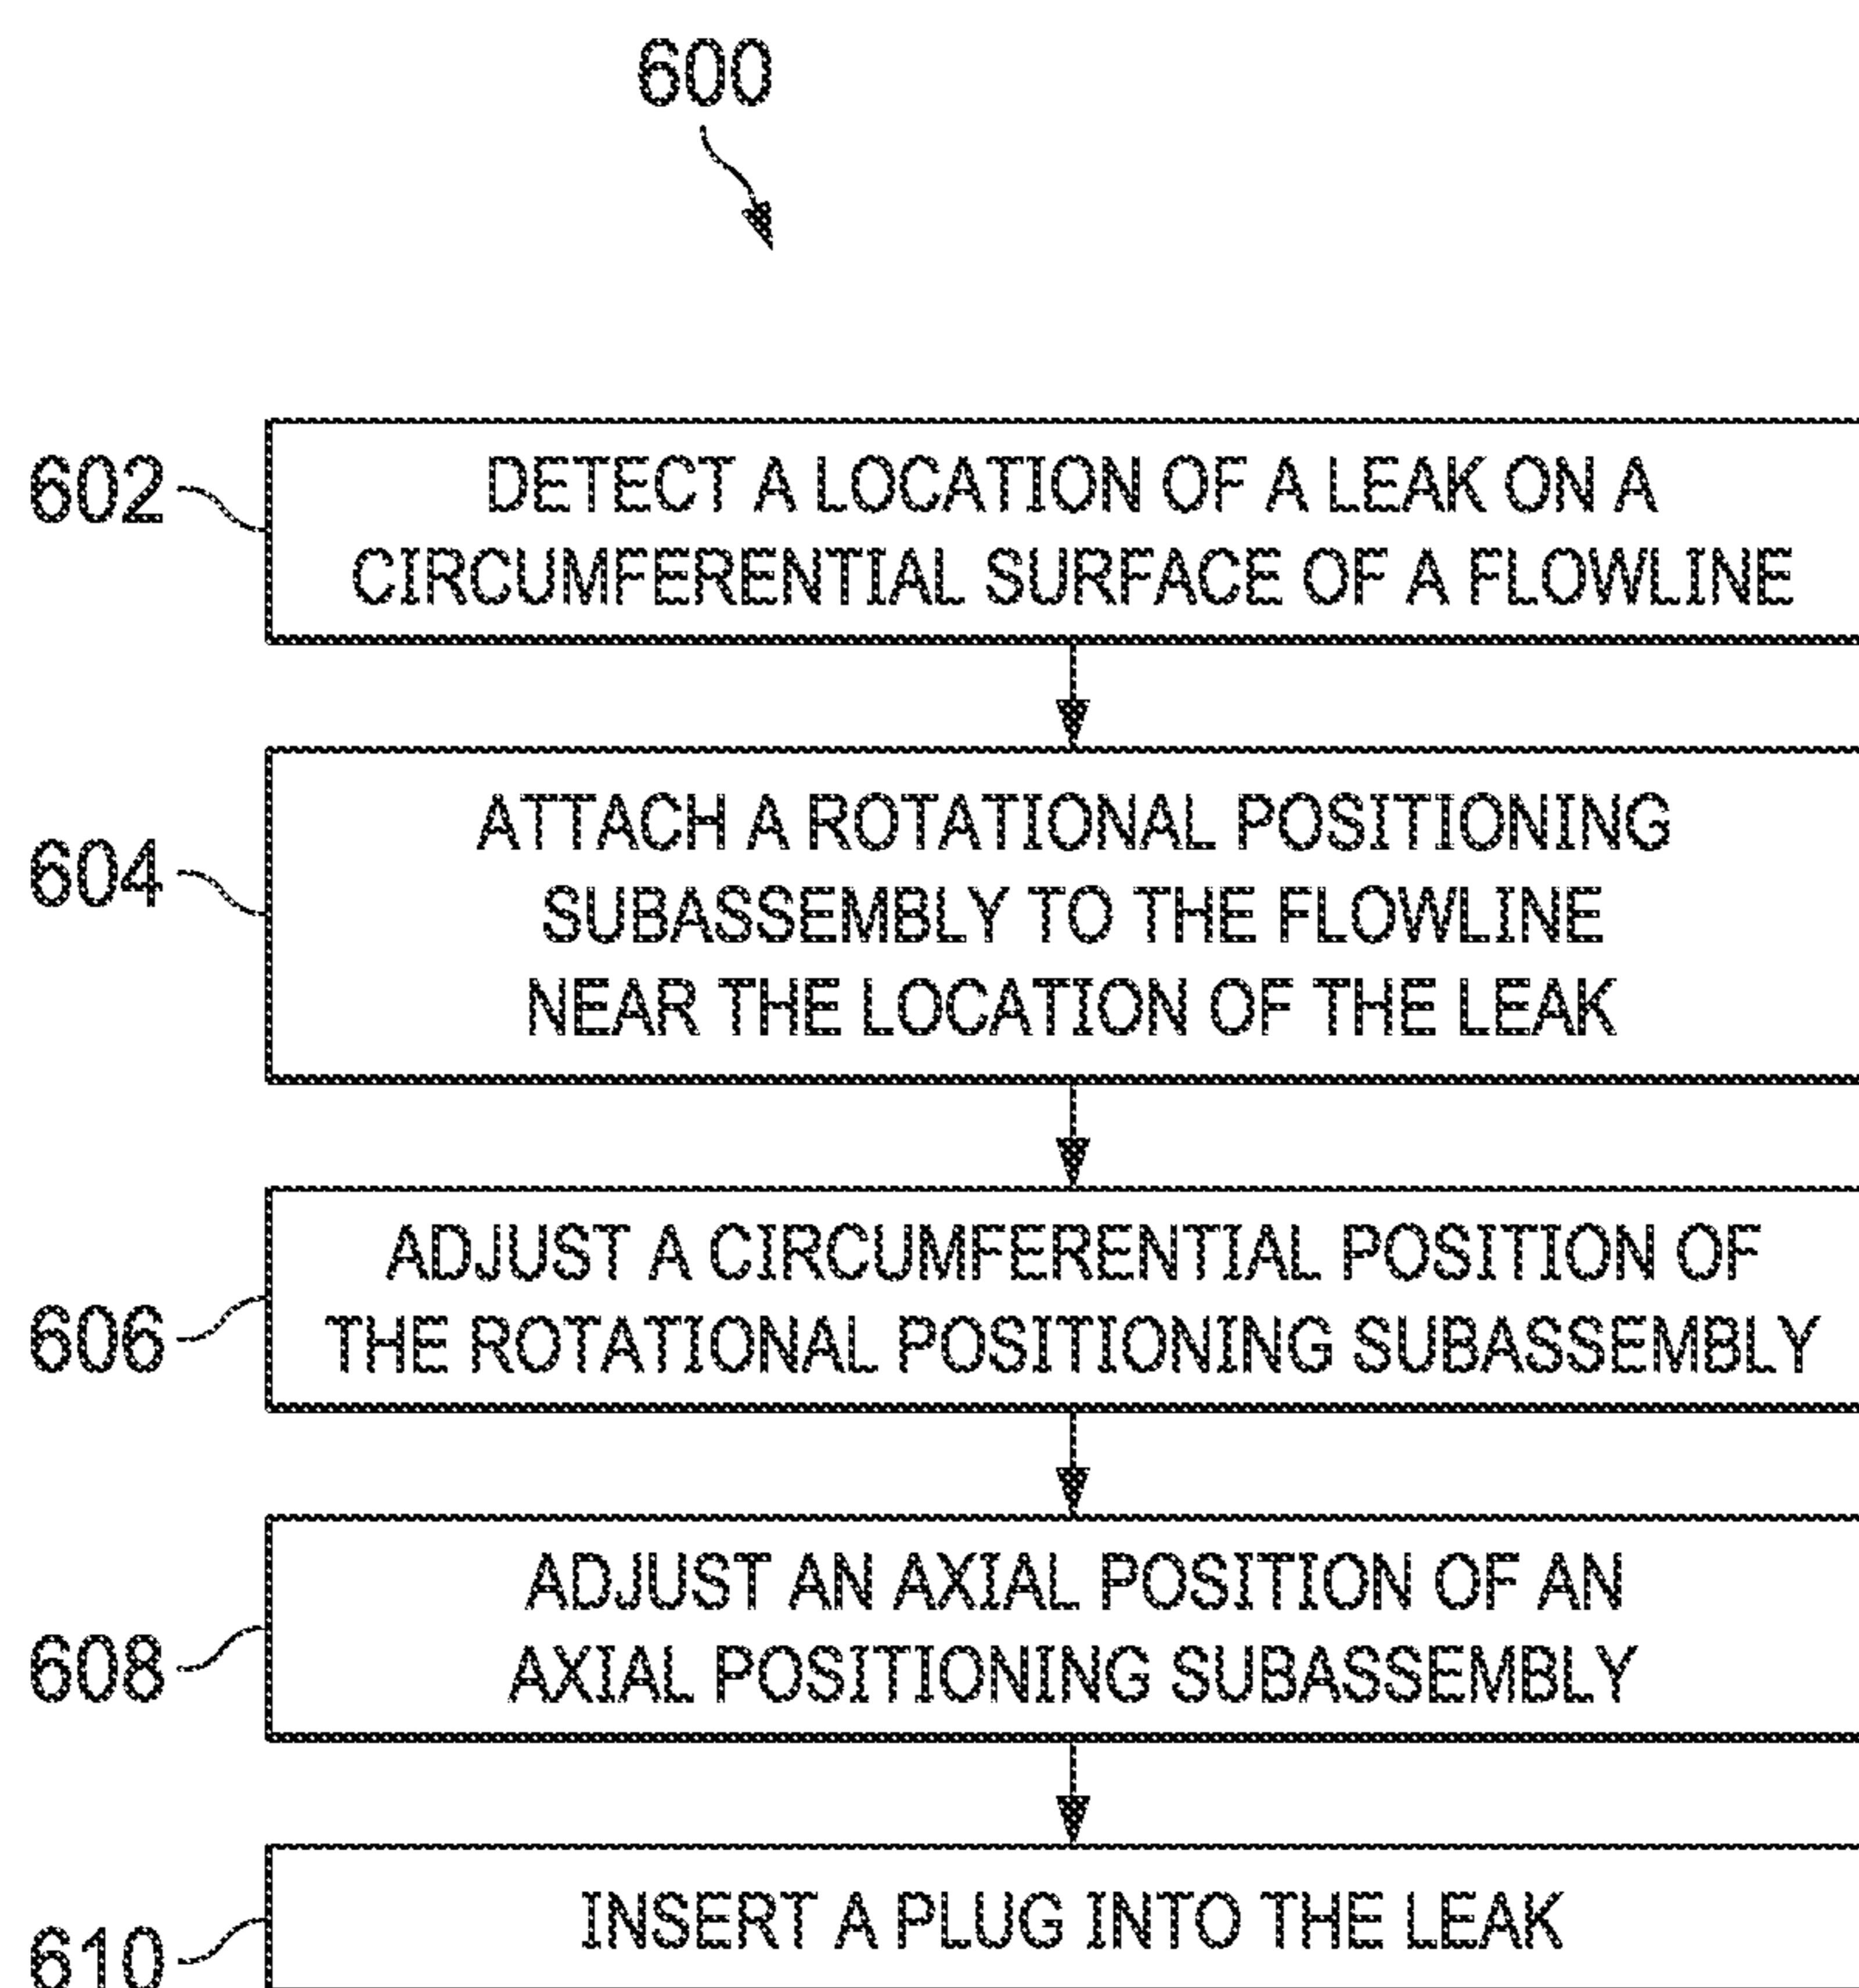 600
602
DETECT A LOCATION OF A LEAK ON A
CIRCUMFERENTIAL SURFACE OF A FLOWLINE
604
ATTACH A ROTATIONAL POSITIONING
SUBASSEMBLY TO THE FLOWLINE
NEAR THE LOCATION OF THE LEAK
606
ADJUST A CIRCUMFERENTIAL POSITION OF
THE ROTATIONAL POSITIONING SUBASSEMBLY
608
ADJUST AN AXIAL POSITION OF AN
AXIAL POSITIONING SUBASSEMBLY
610
INSERT A PLUG INTO THE LEAK